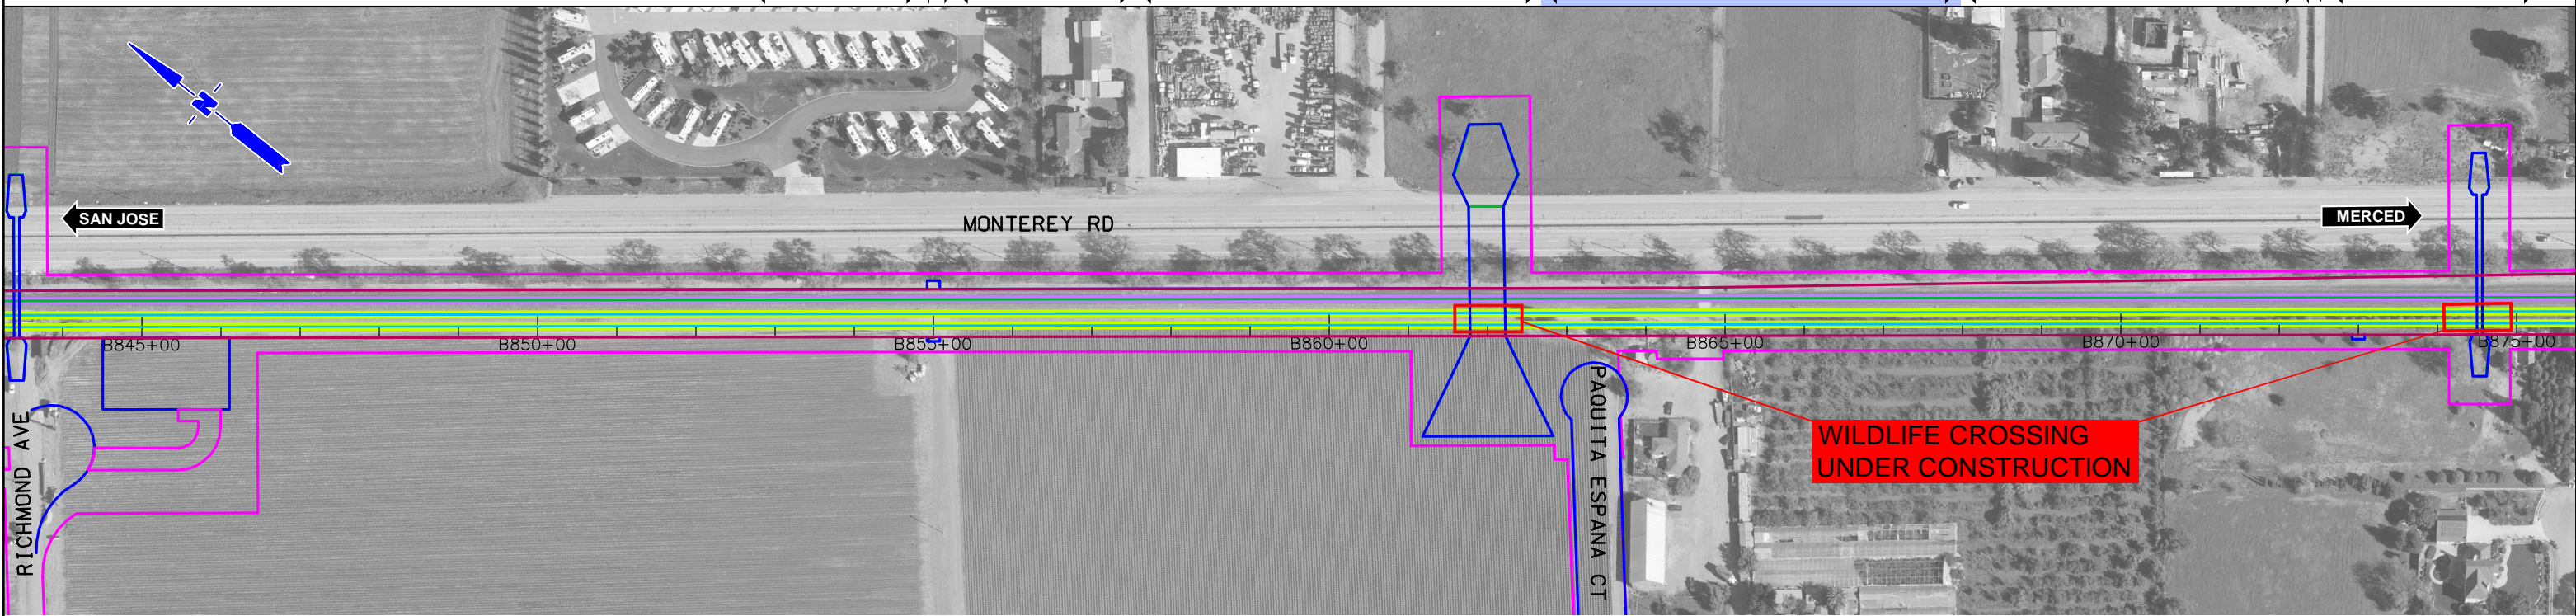 N
SAN JOSE
MONTEREY RD
MERCED
B845+00
B850+00
B855+00
B860+00
B865+00
B870+00
B875+00
RICHMOND AVE
PAQUITA ESPANA CT
WILDLIFE CROSSING
UNDER CONSTRUCTION